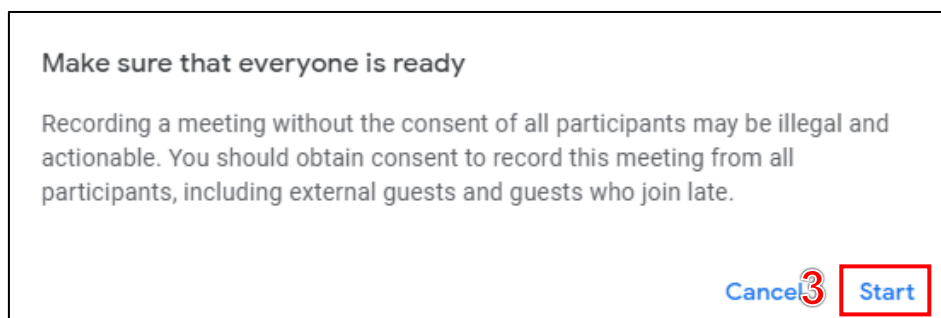 Make sure that everyone is ready
Recording a meeting without the consent of all participants may be illegal and
actionable. You should obtain consent to record this meeting from all
participants, including external guests and guests who join late.
Cancel 3 Start